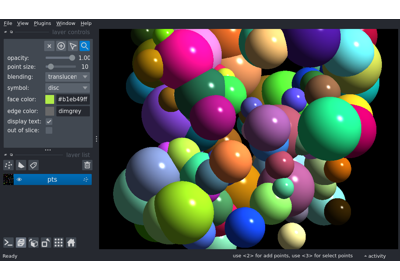 File View Plugins Window Help
layer controls
opacity: 1.00
point size: 10
blending: translucen
symbol: disc
face color: #b1eb49ff
edge color: dimgrey
display text:
out of slice:
layer list
pts
use <2> for add points, use <3> for select points activity
Ready